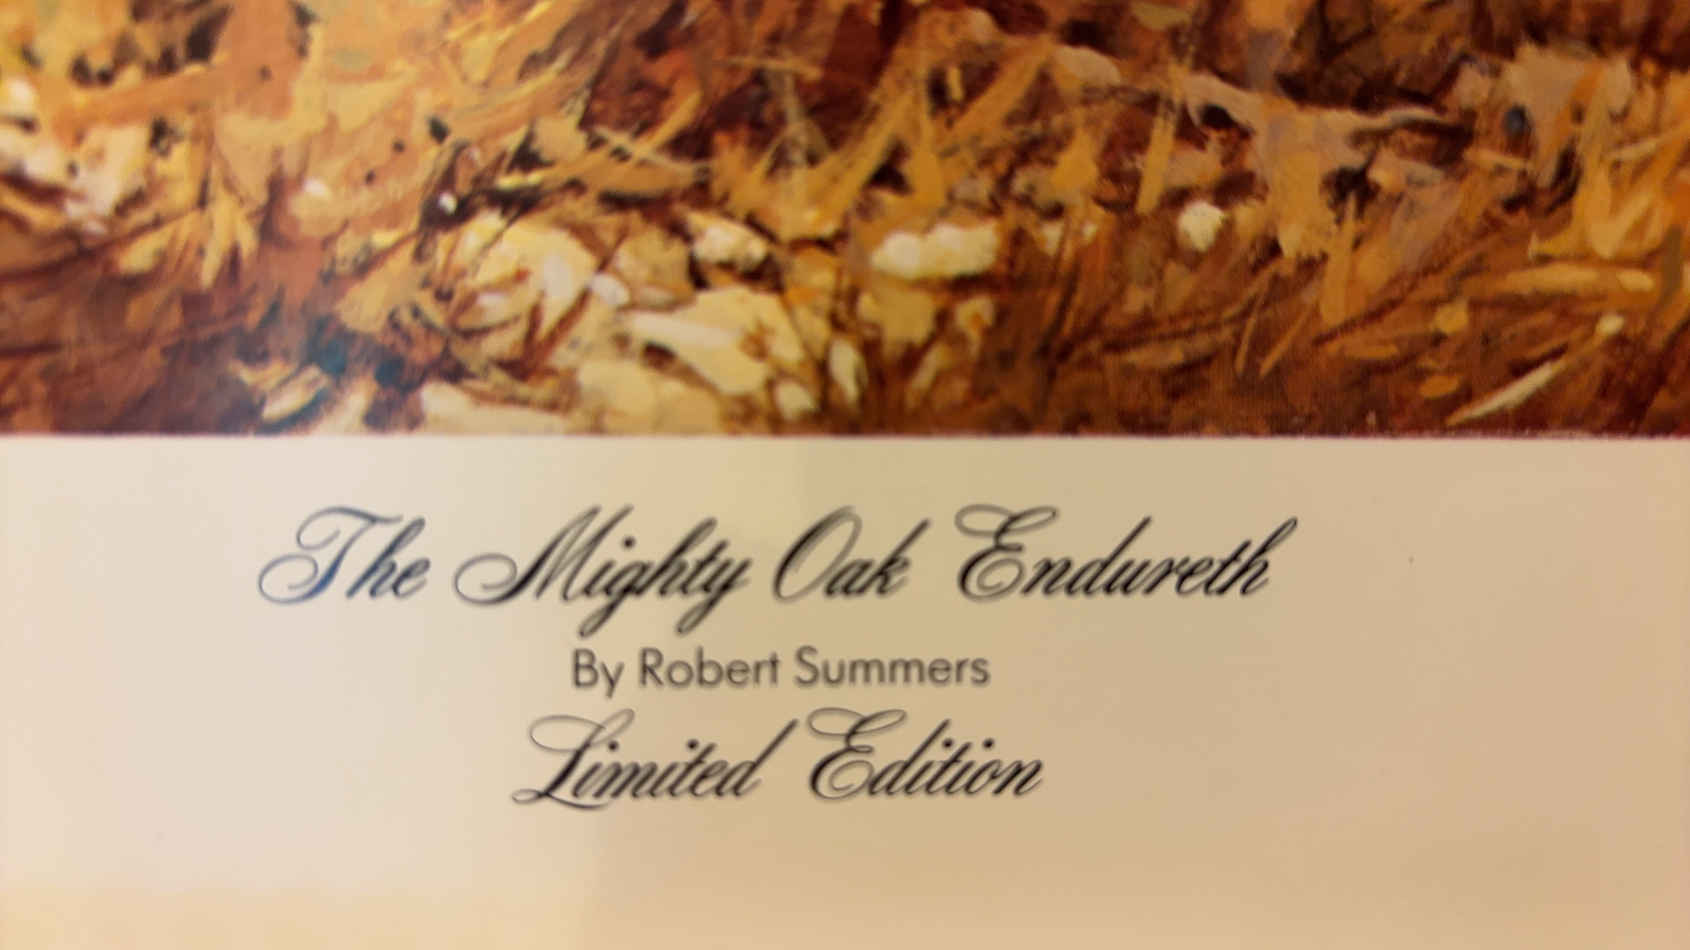 The Mighty Oak Endureth
By Robert Summers
Limited Edition